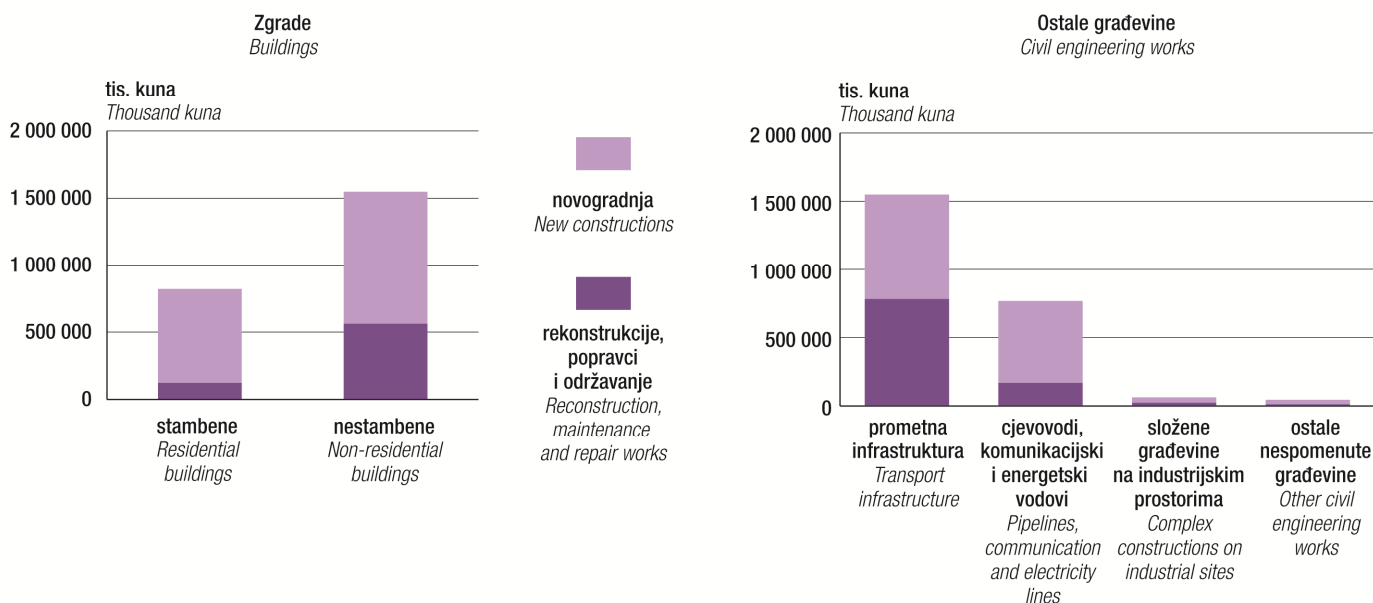 Zgrade
Buildings
tis. kuna
Thousand kuna
2 000 000
1 500 000
1 000 000
500 000
0
stambene
Residential
buildings
nestambene
Non-residential
buildings
novogradnja
New constructions
rekonstrukcije,
popravci
i održavanje
Reconstruction,
maintenance
and repair works
Ostale građevine
Civil engineering works
tis. kuna
Thousand kuna
2 000 000
1 500 000
1 000 000
500 000
0
prometna
infrastruktura
Transport
infrastructure
cjevovodi,
komunikacijski
i energetski
vodovi
Pipelines,
communication
and electricity
lines
složene
građevine
na industrijskim
prostorima
Complex
constructions on
industrial sites
ostale
nespomenute
građevine
Other civil
engineering
works